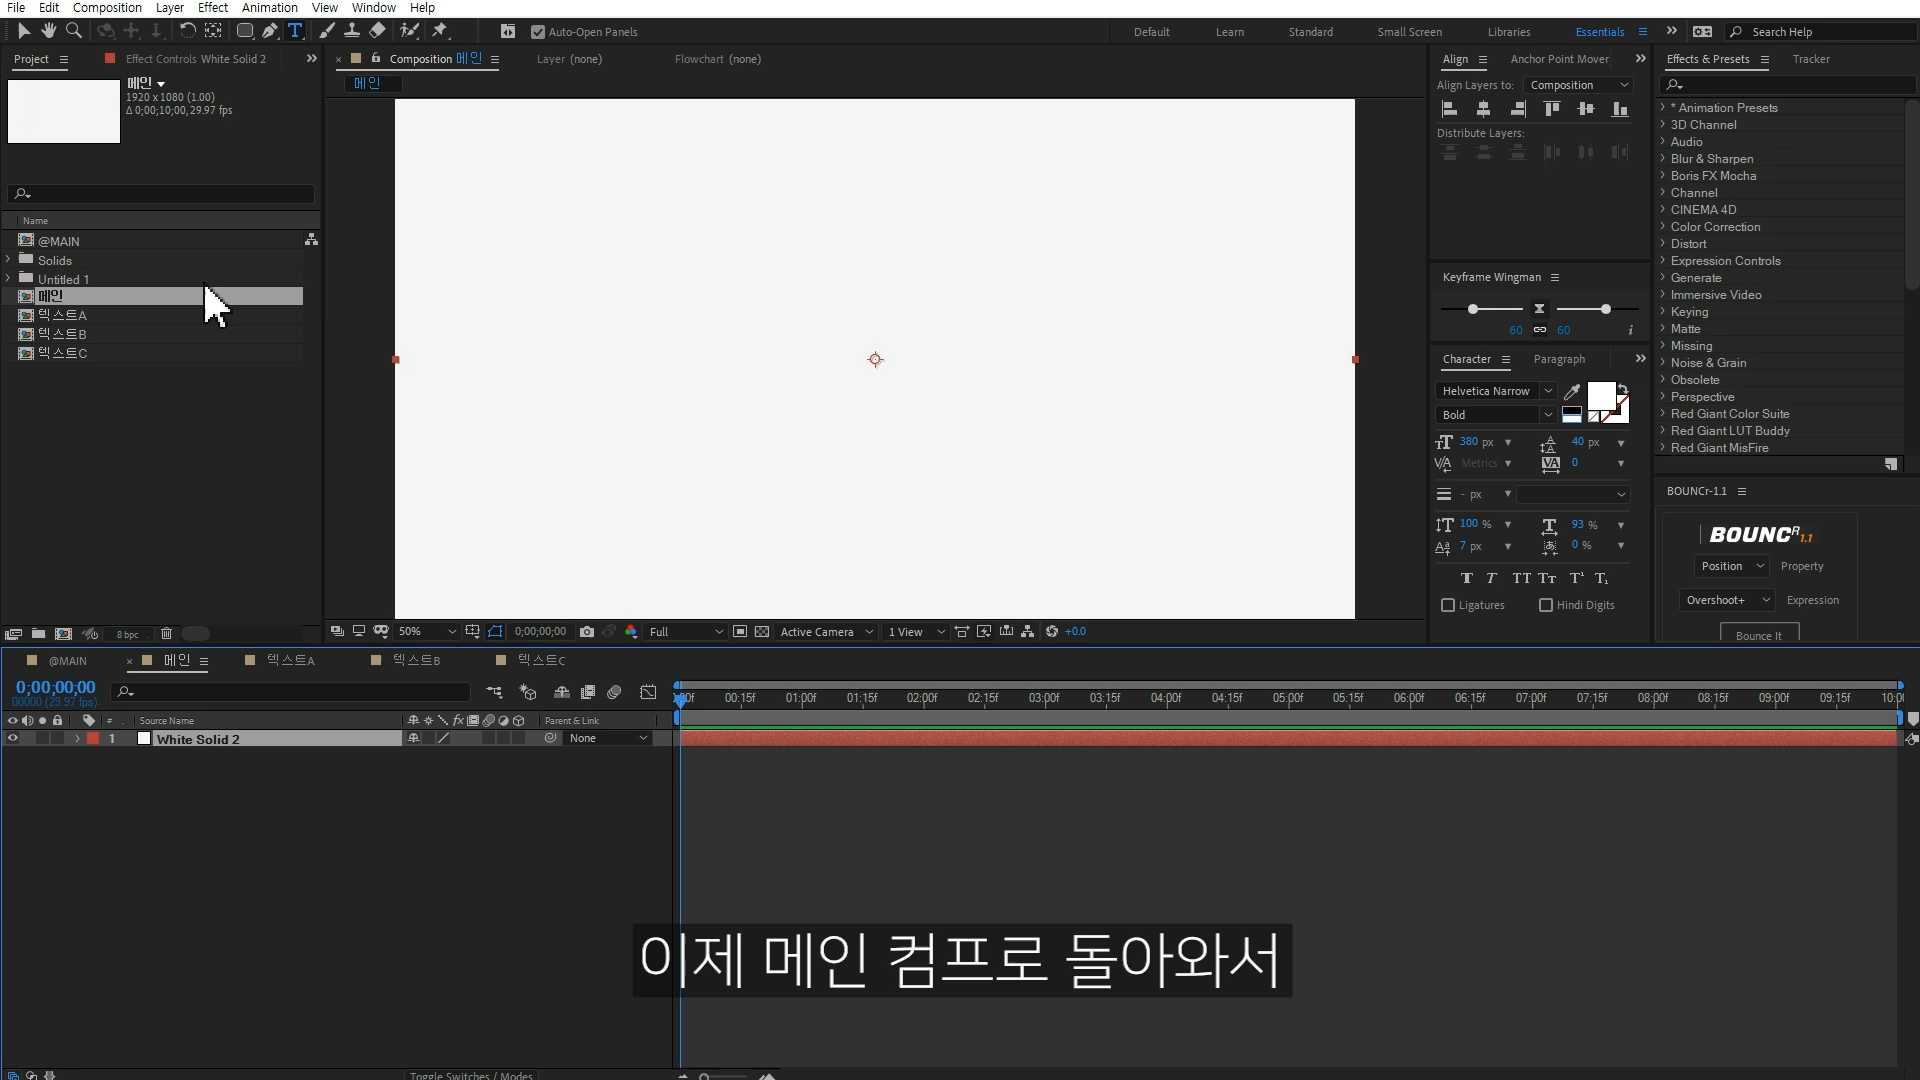 File Edit Composition Layer Effect Animation View Window Help
Auto-Open Panels Default Learn Standard Small Screen Libraries Essentials Search Help
Project Effect Controls White Solid 2
Composition 메인 Layer (none) Flowchart (none)
Align Anchor Point Mover
Effects & Presets Tracker
메인
1920 x 1080 (1.00)
Δ 0;00;10;00, 29.97 fps
메인
Align Layers to: Composition
Distribute Layers:
Name
@MAIN
Solids
Untitled 1
메인
텍스트A
텍스트B
텍스트C
* Animation Presets
3D Channel
Audio
Blur & Sharpen
Boris FX Mocha
Channel
CINEMA 4D
Color Correction
Distort
Expression Controls
Generate
Immersive Video
Keying
Matte
Missing
Noise & Grain
Obsolete
Perspective
Red Giant Color Suite
Red Giant LUT Buddy
Red Giant MisFire
Keyframe Wingman
60 60 i
Character Paragraph
Helvetica Narrow
Bold
380 px 40 px
Metrics 0
- px
100 % 93 %
7 px 0 %
Ligatures Hindi Digits
BOUNCr-1.1
BOUNCR 1.1
Position Property
Overshoot+ Expression
Bounce It
8 bpc
50% 0;00;00;00 Full Active Camera 1 View +0.0
@MAIN 메인 텍스트A 텍스트B 텍스트C
0;00;00;00
00000 (29.97 fps)
00:15f 01:00f 01:15f 02:00f 02:15f 03:00f 03:15f 04:00f 04:15f 05:00f 05:15f 06:00f 06:15f 07:00f 07:15f 08:00f 08:15f 09:00f 09:15f
# Source Name Parent & Link
1 White Solid 2 None
이제 메인 컴프로 돌아와서
Toggle Switches / Modes